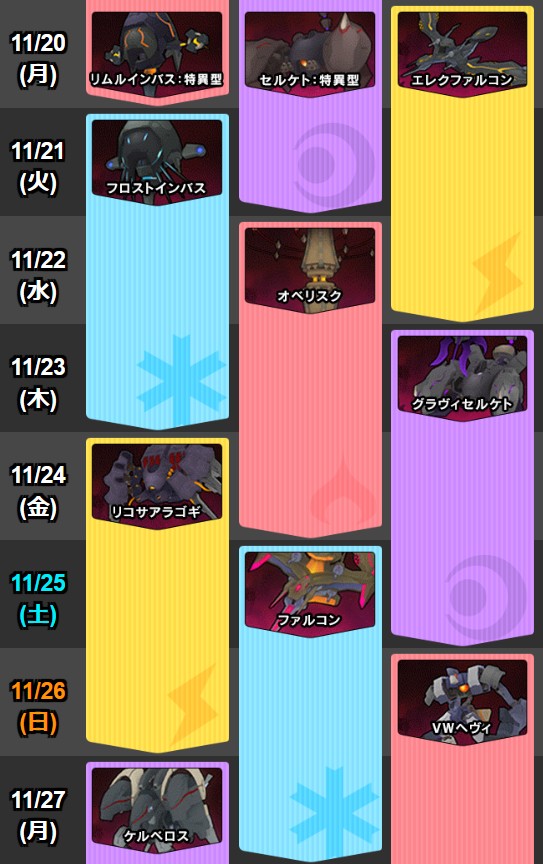 11/20
(月)
リムルインバス:特異型
セルケト:特異型
エレクファルコン
11/21
(火)
フロストインバス
11/22
(水)
オベリスク
11/23
(木)
グラヴィセルケト
11/24
(金)
リコサアラゴギ
11/25
(土)
ファルコン
11/26
(日)
VWヘヴィ
11/27
(月)
ケルベロス